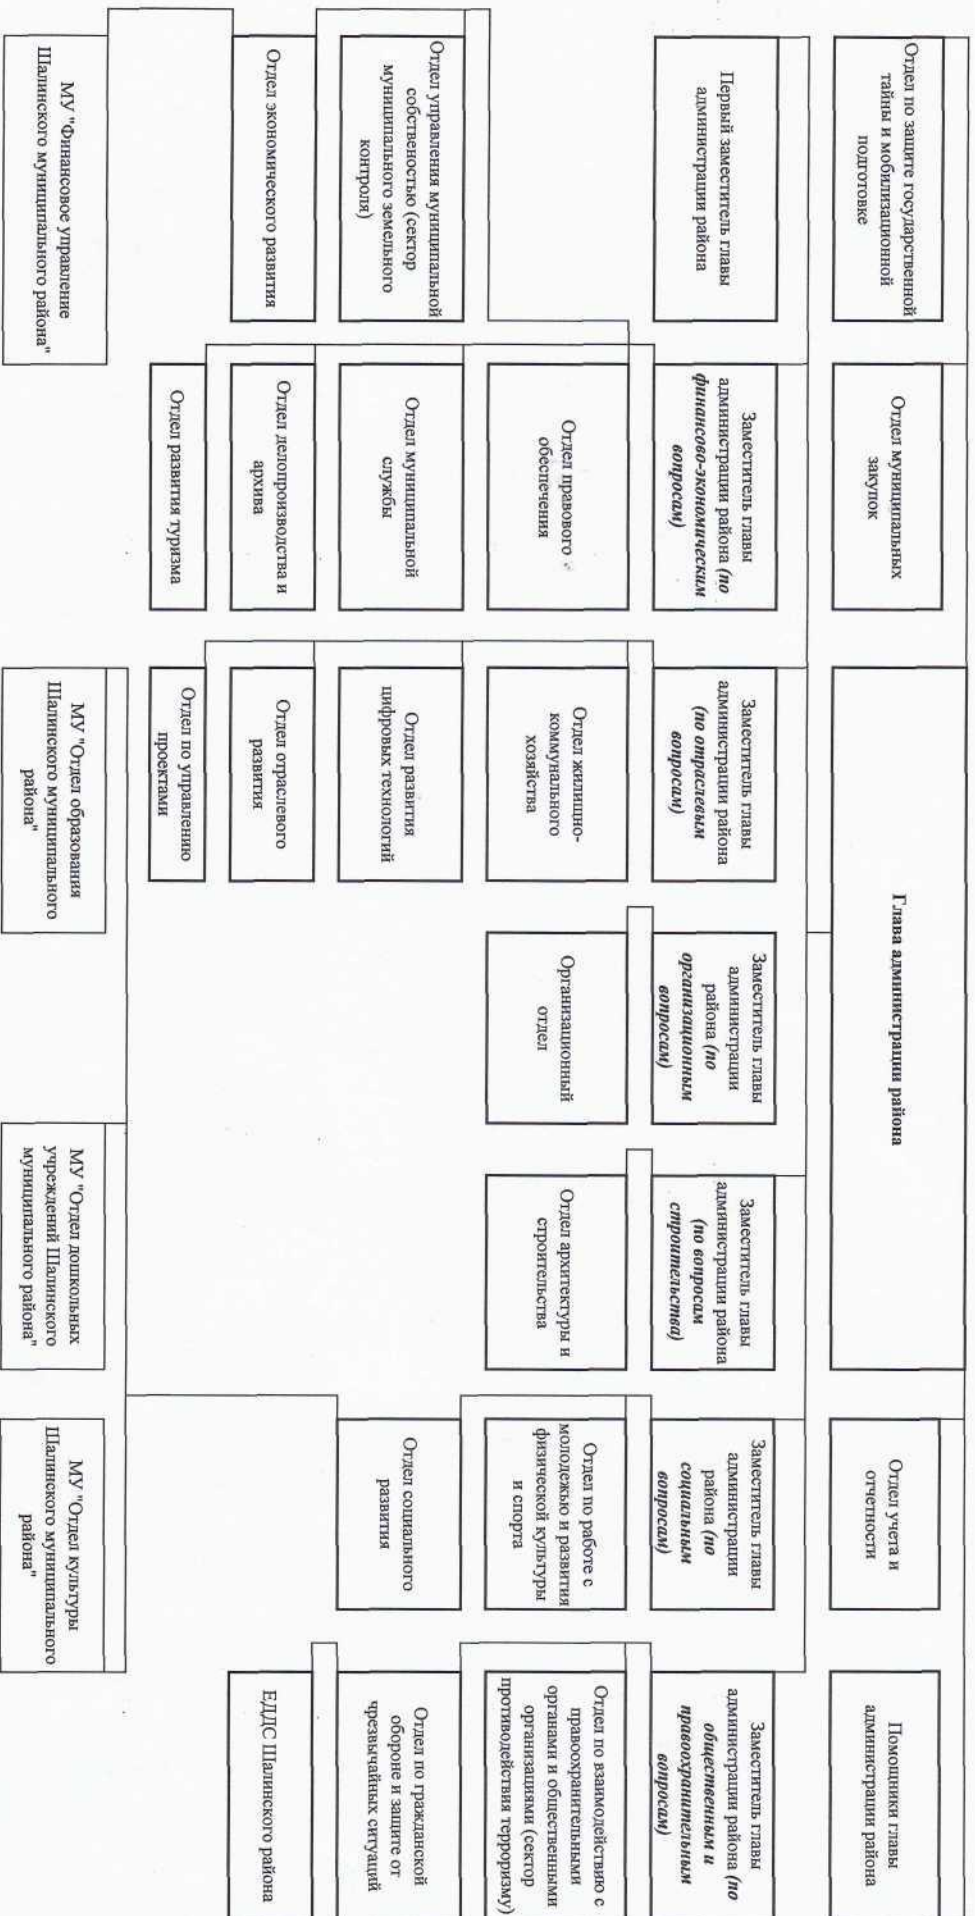 Отдел по защите государственной
тайны и мобилизационной
подготовке
Отдел муниципальных
закупок
Глава администрации района
Отдел учета и
отчетности
Помощники главы
администрации района
Первый заместитель главы
администрации района
Заместитель главы
администрации района (по
финансово-экономическим
вопросам)
Заместитель главы
администрации района
(по отраслевым
вопросам)
Заместитель главы
администрации
района (по
организационным
вопросам)
Заместитель главы
администрации района
(по вопросам
строительства)
Заместитель главы
администрации
района (по
социальным
вопросам)
Заместитель главы
администрации района (по
общественным и
правоохранительным
вопросам)
Отдел правового
обеспечения
Отдел жилищно-
коммунального
хозяйства
Организационный
отдел
Отдел архитектуры и
строительства
Отдел по работе с
молодежью и развития
физической культуры
и спорта
Отдел по взаимодействию с
правоохранительными
органами и общественными
организациями (сектор
противодействия терроризму)
Отдел управления муниципальной
собственостью (сектор
муниципального земельного
контроля)
Отдел муниципальной
службы
Отдел развития
цифровых технологий
Отдел социального
развития
Отдел по гражданской
обороне и защите от
чрезвычайных ситуаций
Отдел экономического развития
Отдел делопроизводства и
архива
Отдел отраслевого
развития
ЕДДС Шалинского района
Отдел развития туризма
Отдел по управлению
проектами
МУ "Финансовое управление
Шалинского муниципального района"
МУ "Отдел образования
Шалинского муниципального
района"
МУ "Отдел дошкольных
учреждений Шалинского
муниципального района"
МУ "Отдел культуры
Шалинского муниципального
района"